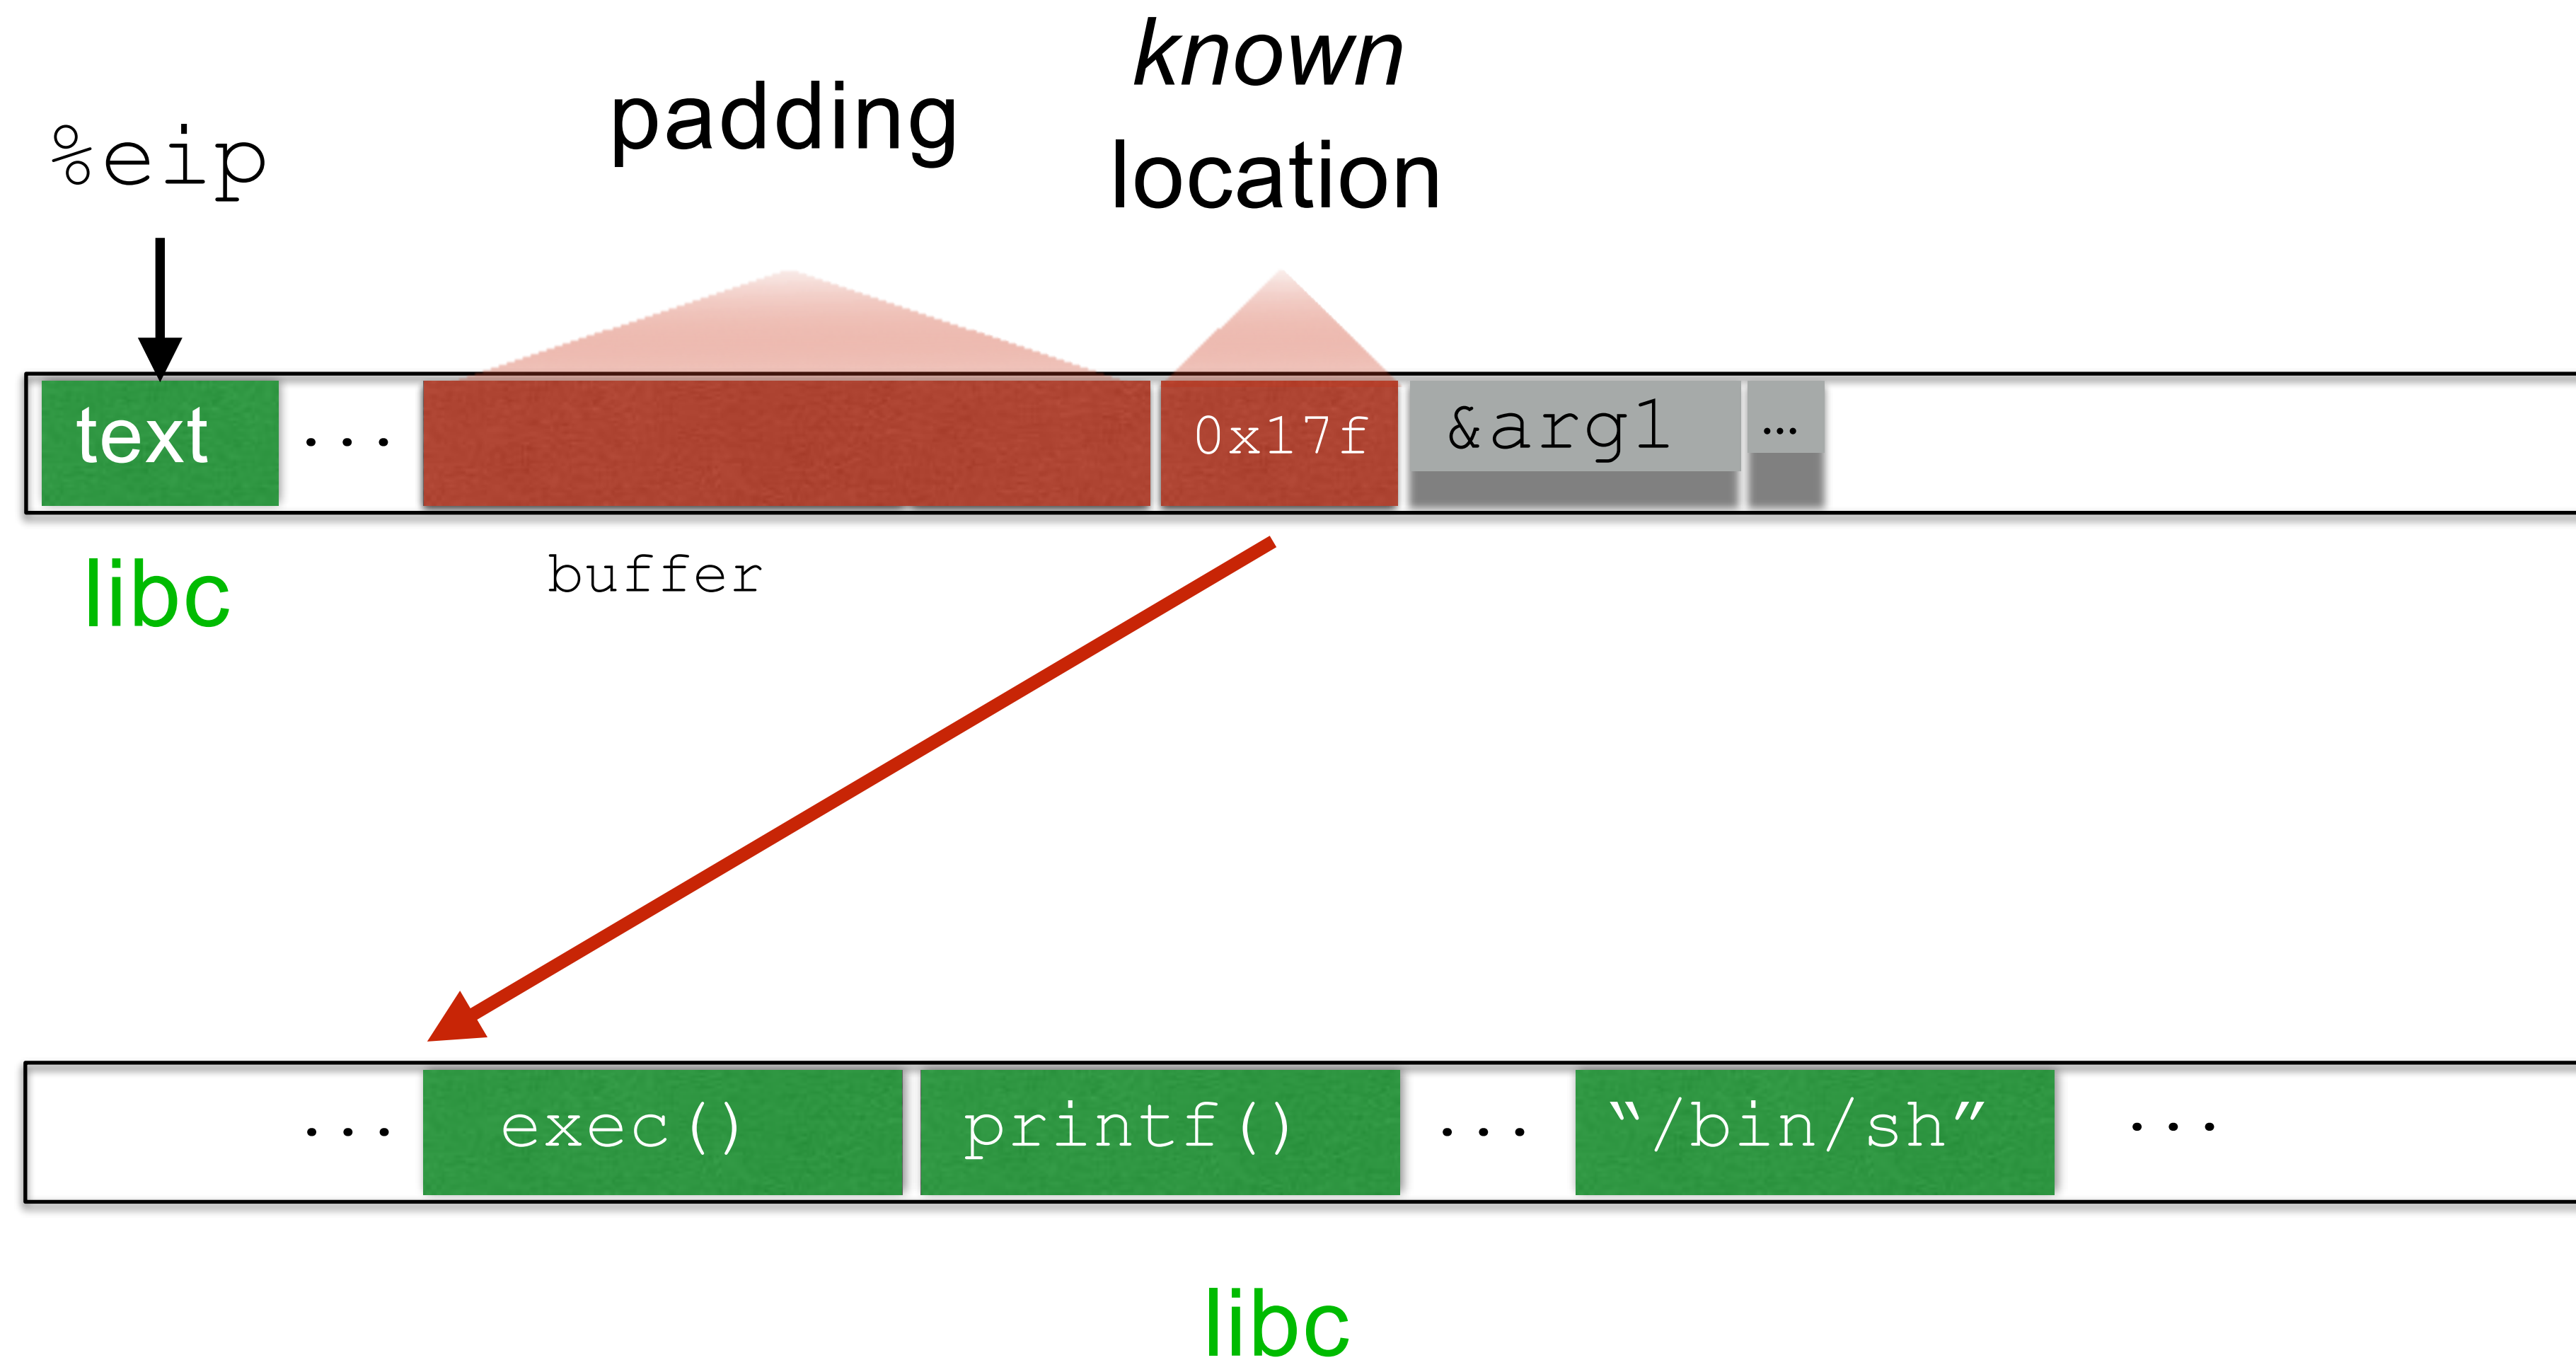 known
padding
location
%eip
text ... 0x17f &arg1 ...
libc
buffer
... exec() printf() ... “/bin/sh” ...
libc